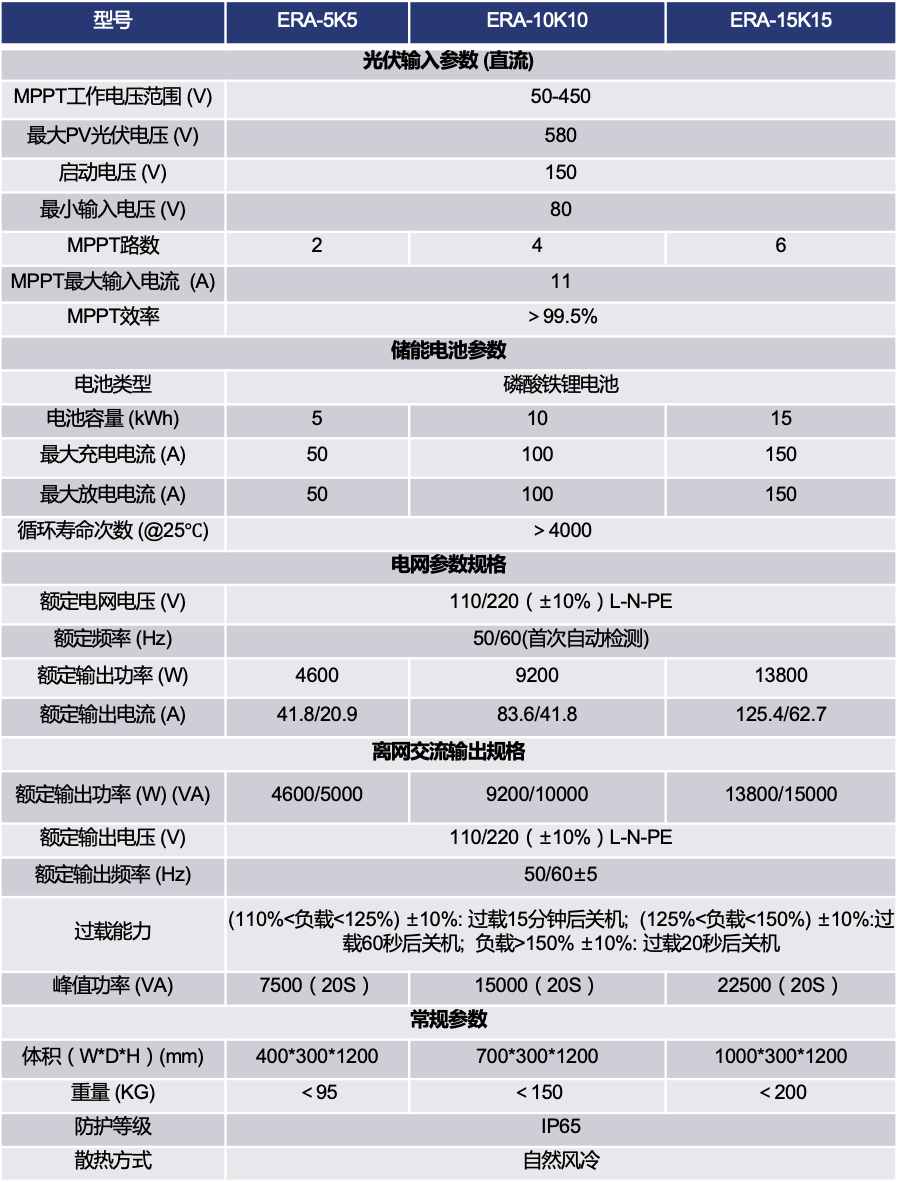 型号 ERA-5K5 ERA-10K10 ERA-15K15
光伏输入参数 (直流)
MPPT工作电压范围 (V) 50-450
最大PV光伏电压 (V) 580
启动电压 (V) 150
最小输入电压 (V) 80
MPPT路数 2 4 6
MPPT最大输入电流 (A) 11
MPPT效率 ＞99.5%
储能电池参数
电池类型 磷酸铁锂电池
电池容量 (kWh) 5 10 15
最大充电电流 (A) 50 100 150
最大放电电流 (A) 50 100 150
循环寿命次数 (@25℃) ＞4000
电网参数规格
额定电网电压 (V) 110/220（±10%）L-N-PE
额定频率 (Hz) 50/60(首次自动检测)
额定输出功率 (W) 4600 9200 13800
额定输出电流 (A) 41.8/20.9 83.6/41.8 125.4/62.7
离网交流输出规格
额定输出功率 (W) (VA) 4600/5000 9200/10000 13800/15000
额定输出电压 (V) 110/220（±10%）L-N-PE
额定输出频率 (Hz) 50/60±5
过载能力 (110%<负载<125%) ±10%: 过载15分钟后关机; (125%<负载<150%) ±10%:过
载60秒后关机; 负载>150% ±10%: 过载20秒后关机
峰值功率 (VA) 7500（20S） 15000（20S） 22500（20S）
常规参数
体积（W*D*H）(mm) 400*300*1200 700*300*1200 1000*300*1200
重量 (KG) ＜95 ＜150 ＜200
防护等级 IP65
散热方式 自然风冷